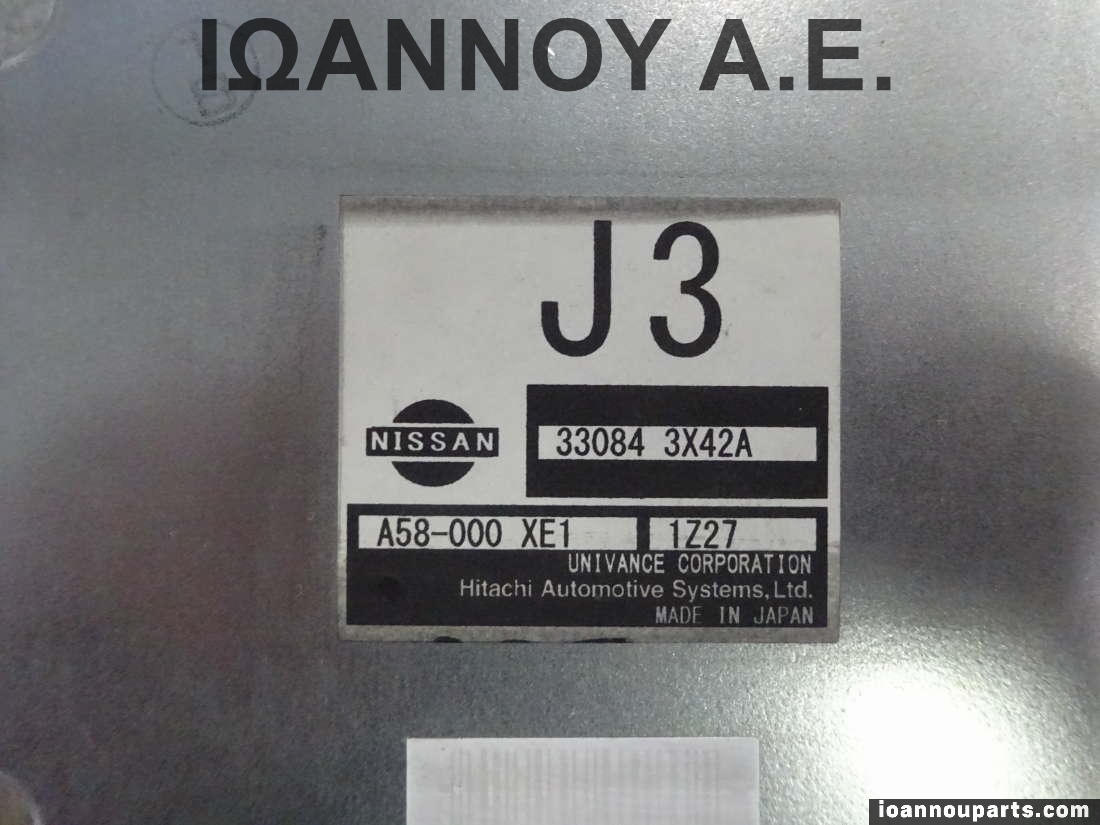 ΙΩΑΝΝΟΥ Α.Ε.
B
J3
NISSAN
33084 3X42A
A58-000 XE1 1Z27
UNIVANCE CORPORATION
Hitachi Automotive Systems, Ltd.
MADE IN JAPAN
ioannouparts.com